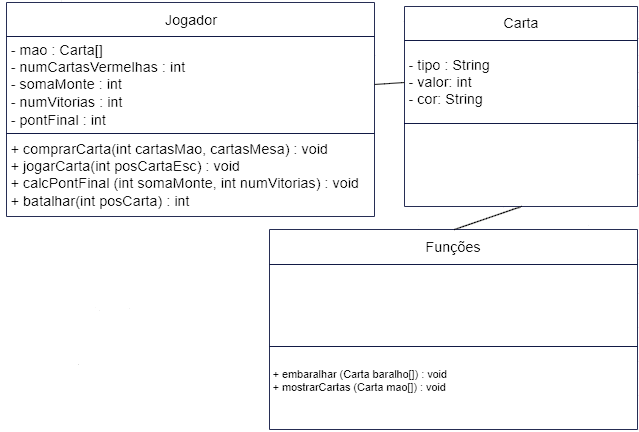 Jogador
- mao : Carta[]
- numCartasVermelhas : int
- somaMonte : int
- numVitorias : int
- pontFinal : int
+ comprarCarta(int cartasMao, cartasMesa) : void
+ jogarCarta(int posCartaEsc) : void
+ calcPontFinal (int somaMonte, int numVitorias) : void
+ batalhar(int posCarta) : int
Carta
- tipo : String
- valor: int
- cor: String
Funções
+ embaralhar (Carta baralho[]) : void
+ mostrarCartas (Carta mao[]) : void